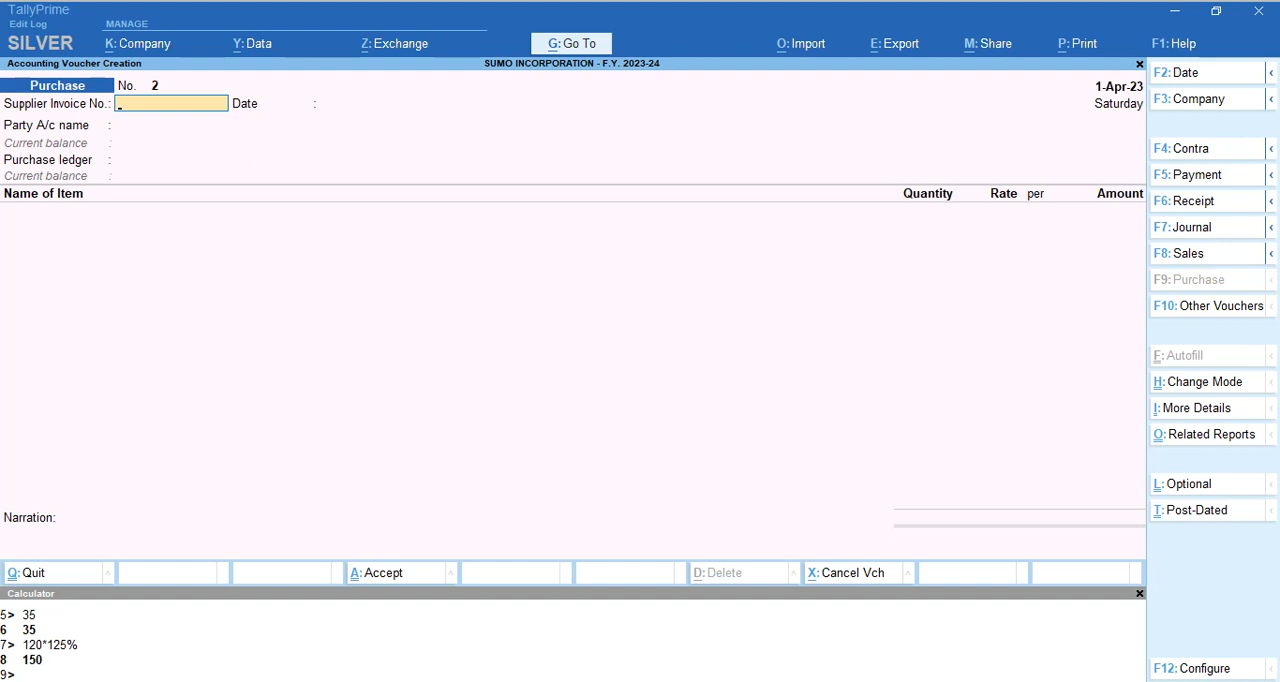 TallyPrime
Edit Log
MANAGE
SILVER
K: Company
Y: Data
Z: Exchange
G: Go To
O: Import
E: Export
M: Share
P: Print
F1: Help
Accounting Voucher Creation
SUMO INCORPORATION - F.Y. 2023-24
Purchase No. 2
1-Apr-23
Supplier Invoice No.: Date :
Saturday
Party A/c name :
Current balance :
Purchase ledger :
Current balance :
Name of Item Quantity Rate per Amount
Narration:
Q: Quit
A: Accept
D: Delete
X: Cancel Vch
F2: Date
F3: Company
F4: Contra
F5: Payment
F6: Receipt
F7: Journal
F8: Sales
F9: Purchase
F10: Other Vouchers
F: Autofill
H: Change Mode
I: More Details
O: Related Reports
L: Optional
T: Post-Dated
F12: Configure
Calculator
5> 35
6 35
7> 120*125%
8 150
9>